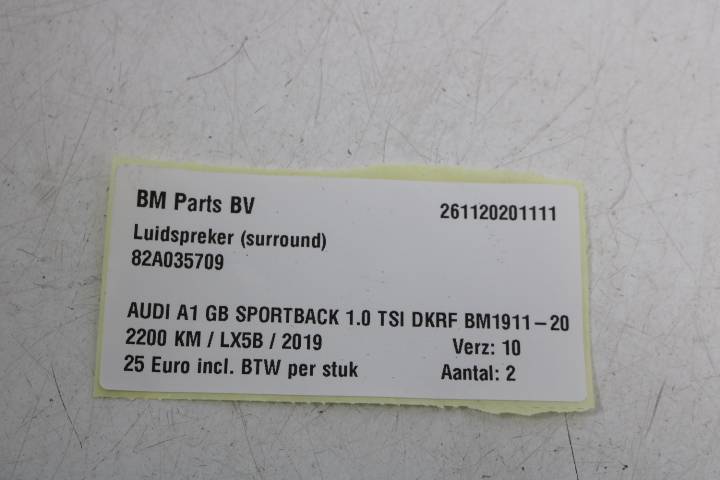 BM Parts BV 261120201111
Luidspreker (surround)
82A035709
AUDI A1 GB SPORTBACK 1.0 TSI DKRF BM1911-20
2200 KM / LX5B / 2019 Verz: 10
25 Euro incl. BTW per stuk Aantal: 2